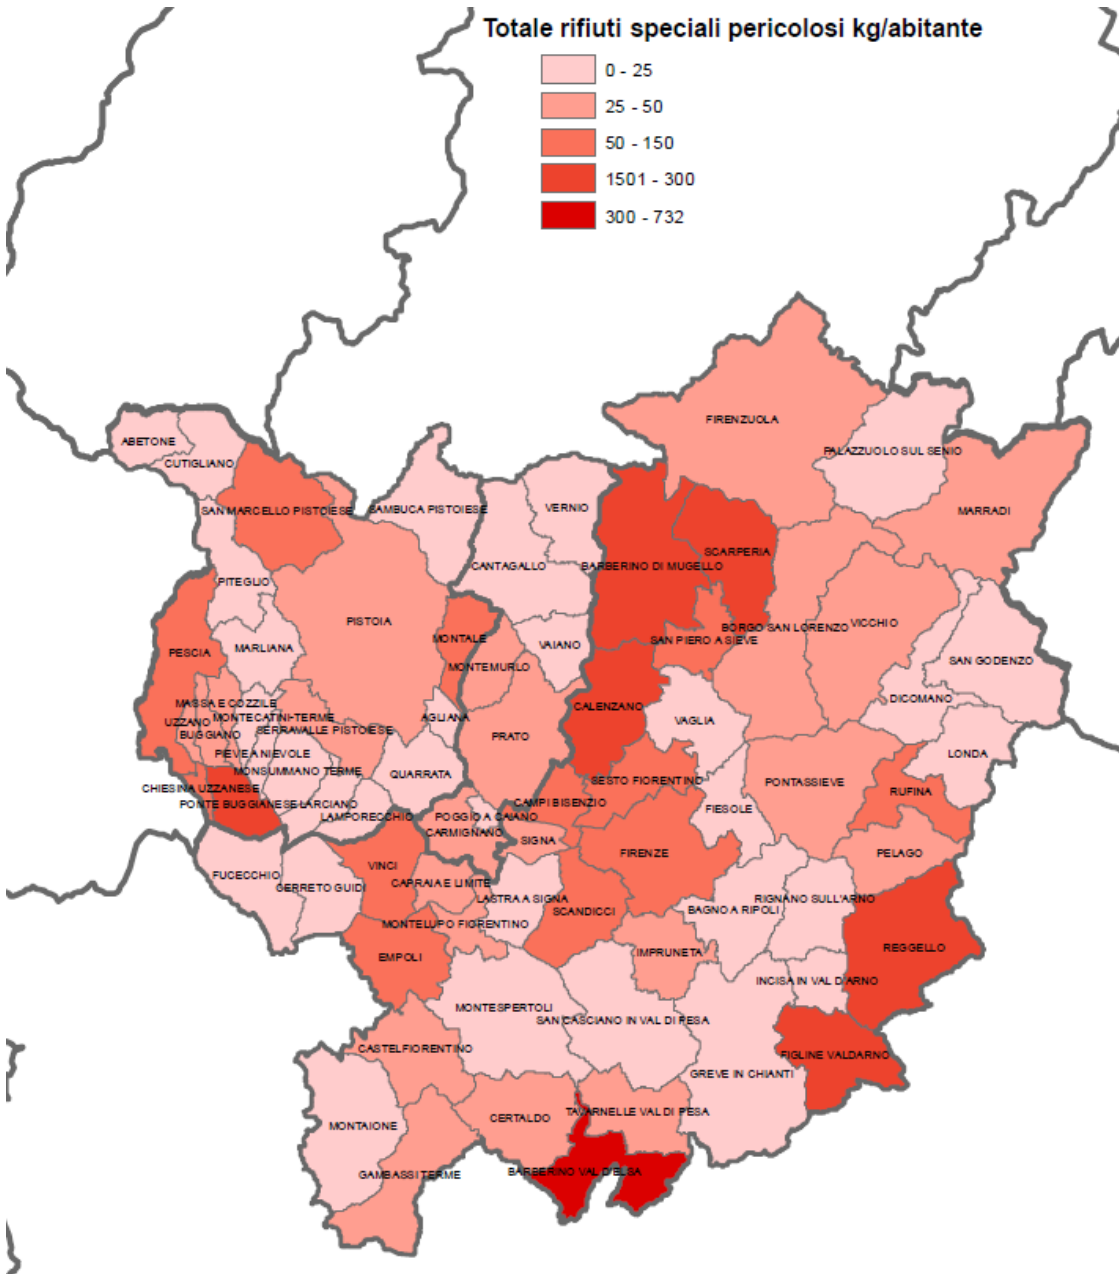 Totale rifiuti speciali pericolosi kg/abitante
0 - 25
25 - 50
50 - 150
1501 - 300
300 - 732
FIRENZUOLA
ABETONE
PALAZZUOLO SUL SENIO
CUTIGLIANO
SAN MARCELLO PISTOIESE
SAMBUCA PISTOIESE
VERNIO
MARRADI
SCARPERIA
CANTAGALLO
BARBERINO DI MUGELLO
PITEGLIO
PISTOIA
VICCHIO
BORGO SAN LORENZO
MONTALE
SAN PIERO A SIEVE
MARLIANA
VAIANO
PESCIA
SAN GODENZO
MONTEMURLO
DICOMANO
MASSA E COZZILE
CALENZANO
UZZANO
MONTECATINI-TERME
AGLIANA
VAGLIA
BUGGIANO
SERRAVALLE PISTOIESE
PRATO
PIEVE A NIEVOLE
LONDA
MONSUMMANO TERME
QUARRATA
SESTO FIORENTINO
PONTASSIEVE
CHIESINA UZZANESE
RUFINA
PONTE BUGGIANESE
LARCIANO
CAMPI BISENZIO
FIESOLE
LAMPORECCHIO
POGGIO A CAIANO
CARMIGNANO
SIGNA
FIRENZE
PELAGO
VINCI
FUCECCHIO
CERRETO GUIDI
CAPRAIA E LIMITE
LASTRA A SIGNA
RIGNANO SULL'ARNO
SCANDICCI
BAGNO A RIPOLI
MONTELUPO FIORENTINO
REGGELLO
EMPOLI
IMPRUNETA
INCISA IN VAL D'ARNO
MONTESPERTOLI
SAN CASCIANO IN VAL DI PESA
CASTELFIORENTINO
FIGLINE VALDARNO
GREVE IN CHIANTI
TAVARNELLE VAL DI PESA
CERTALDO
MONTAIONE
BARBERINO VAL D'ELSA
GAMBASSI TERME